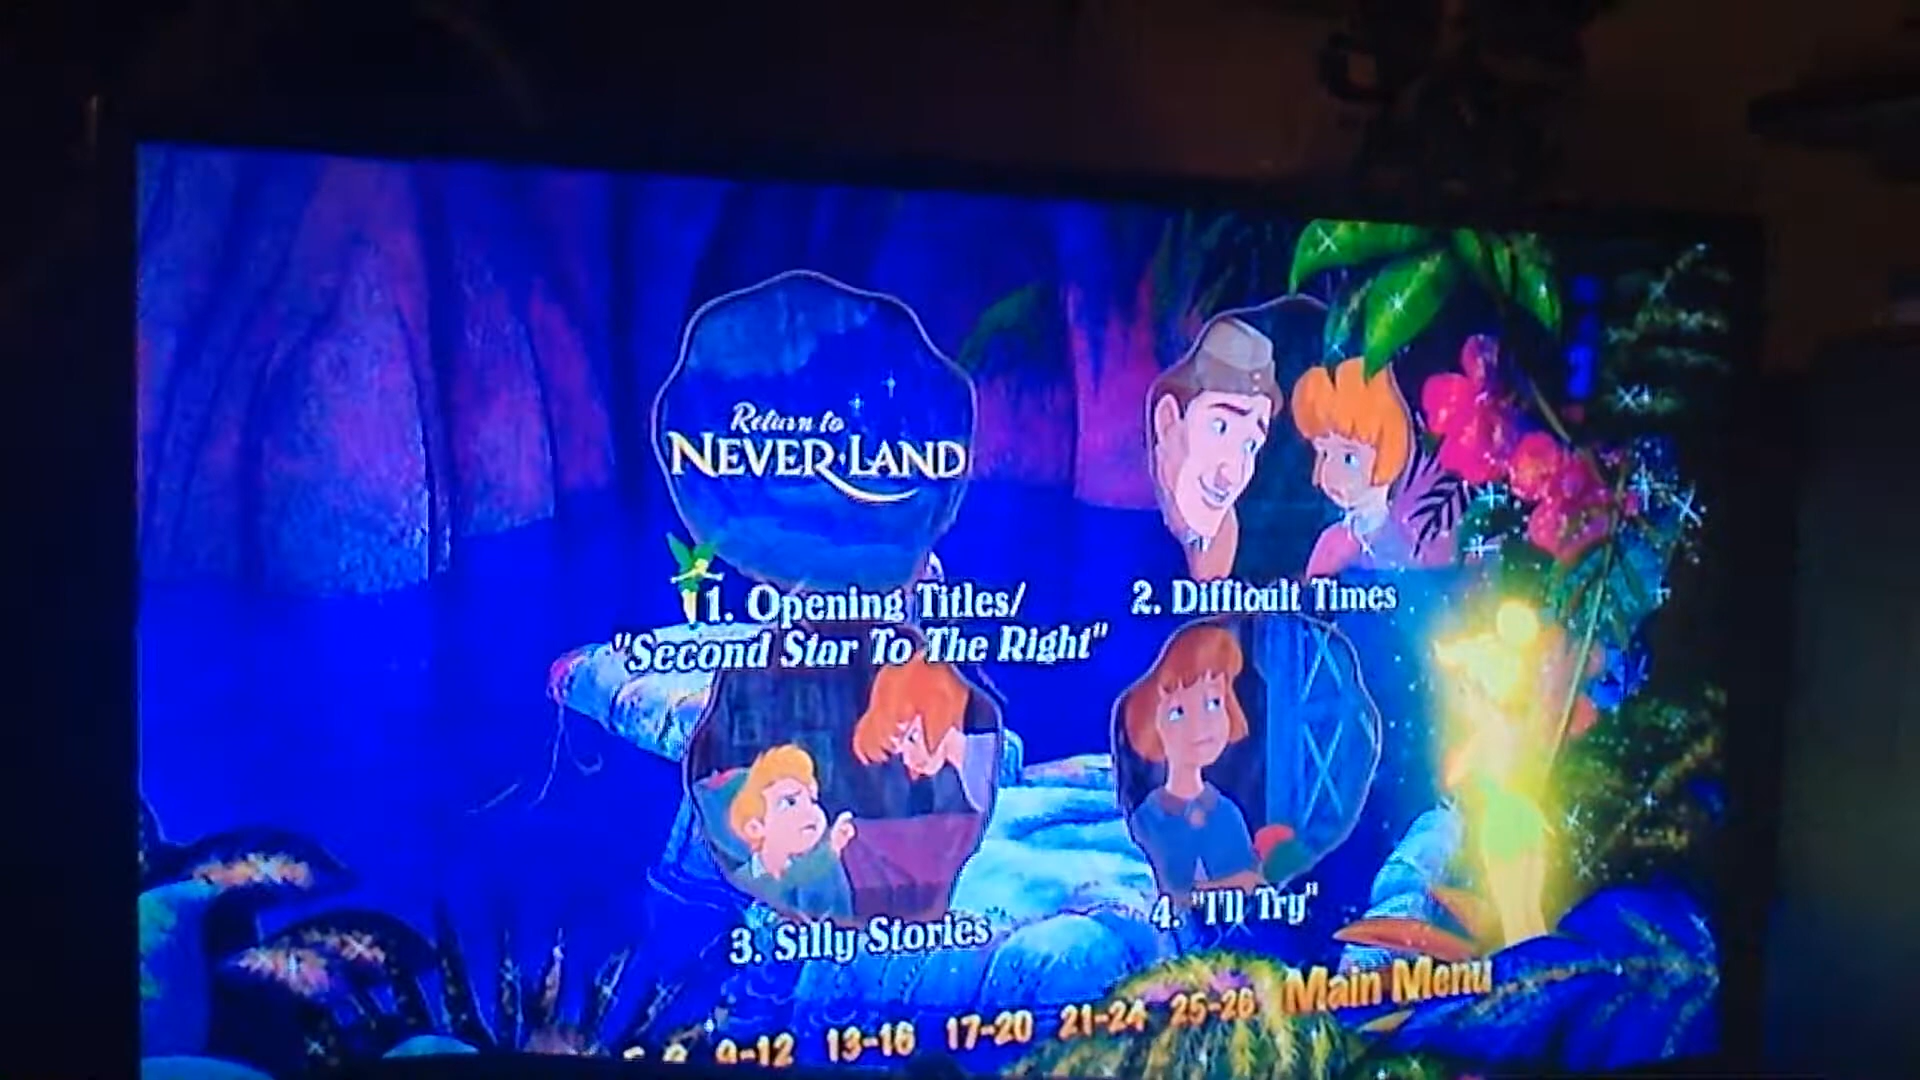 Return to
NEVER·LAND
1. Opening Titles/
"Second Star To The Right"
2. Difficult Times
3. Silly Stories
4. "I'll Try"
9-12 13-16 17-20 21-24 25-26 Main Menu